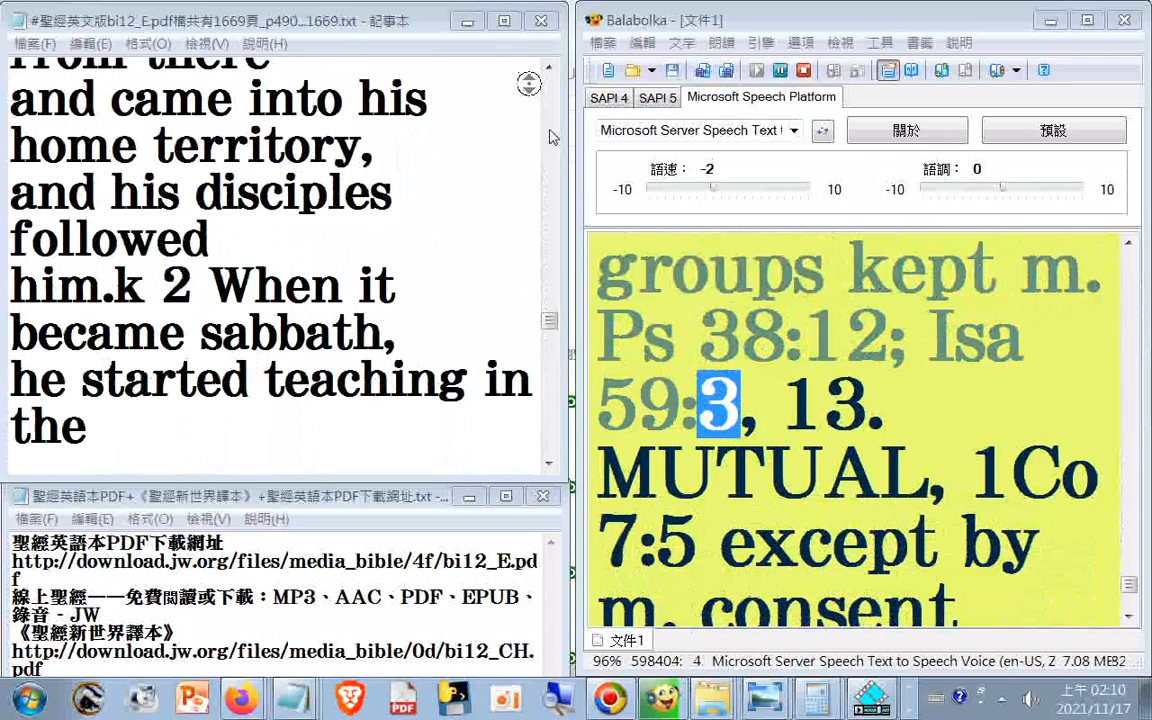 #聖經英文版bi12_E.pdf檔共有1669頁_p490...1669.txt - 記事本
檔案(F) 編輯(E) 格式(O) 檢視(V) 說明(H)
From there
and came into his
home territory,
and his disciples
followed
him.k 2 When it
became sabbath,
he started teaching in
the
聖經英語本PDF+《聖經新世界譯本》+聖經英語本PDF下載網址.txt -...
檔案(F) 編輯(E) 格式(O) 檢視(V) 說明(H)
聖經英語本PDF下載網址
http://download.jw.org/files/media_bible/4f/bi12_E.pd
f
線上聖經——免費閱讀或下載：MP3、AAC、PDF、EPUB、
錄音 - JW
《聖經新世界譯本》
http://download.jw.org/files/media_bible/0d/bi12_CH.
pdf
Balabolka - [文件1]
檔案 編輯 文字 朗讀 引擎 選項 檢視 工具 書籤 說明
SAPI 4 SAPI 5 Microsoft Speech Platform
Microsoft Server Speech Text t 關於 預設
語速： -2 語調： 0
-10 10 -10 10
groups kept m.
Ps 38:12; Isa
59:3, 13.
MUTUAL, 1Co
7:5 except by
m. consent
文件1
96% 598404: 4 Microsoft Server Speech Text to Speech Voice (en-US, Z 7.08 MB32
上午 02:10
2021/11/17